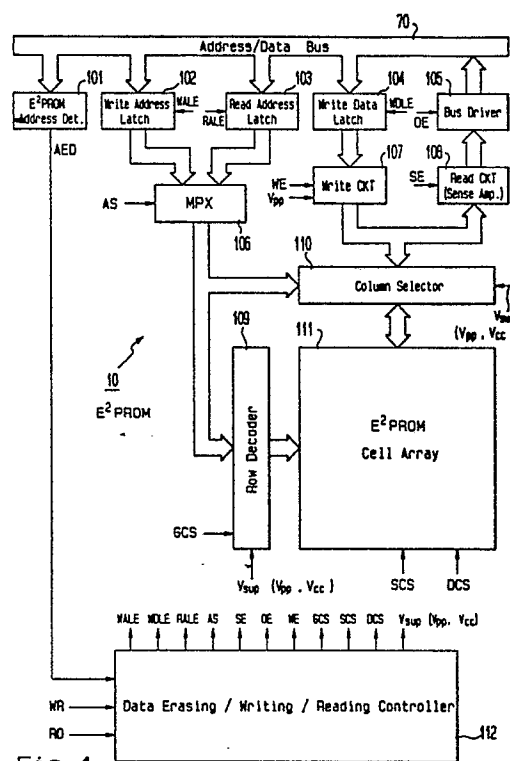 70
Address/Data Bus
101
102
103
104
105
E²PROM
Address Det.
Write Address
Latch
WALE
RALE
Read Address
Latch
Write Data
Latch
WDLE
OE
Bus Driver
AED
107
108
WE
Vpp
Write CKT
SE
Read CKT
(Sense Amp.)
AS
MPX
106
110
Column Selector
Vsup
(Vpp, Vcc
109
111
10
E²PROM
Row Decoder
E²PROM
Cell Array
GCS
Vsup (Vpp, Vcc)
SCS
DCS
WALE WDLE RALE AS SE OE WE GCS SCS DCS Vsup (Vpp, Vcc)
Data Erasing / Writing / Reading Controller
WR
RD
112